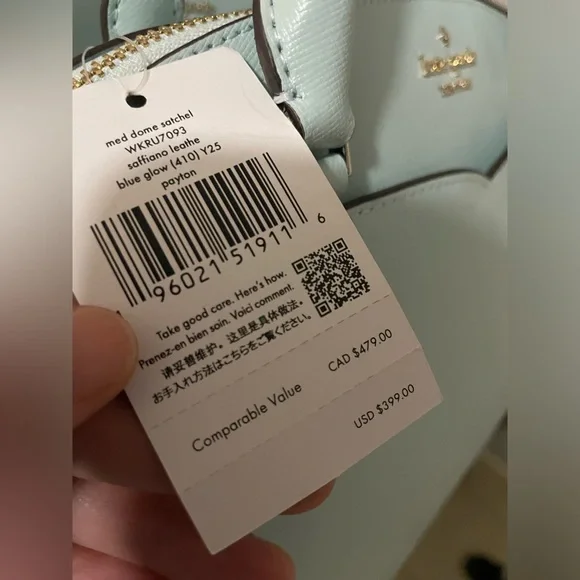 med dome satchel
WKRU7093
saffiano leathe
blue glow (410) Y25
payton
96021 51911 6
Take good care. Here's how.
Prenez-en bien soin. Voici comment.
请妥善维护。这里是具体做法。
お手入れ方法はこちらをご覧ください。
Comparable Value
CAD $479.00
USD $399.00
kate spade